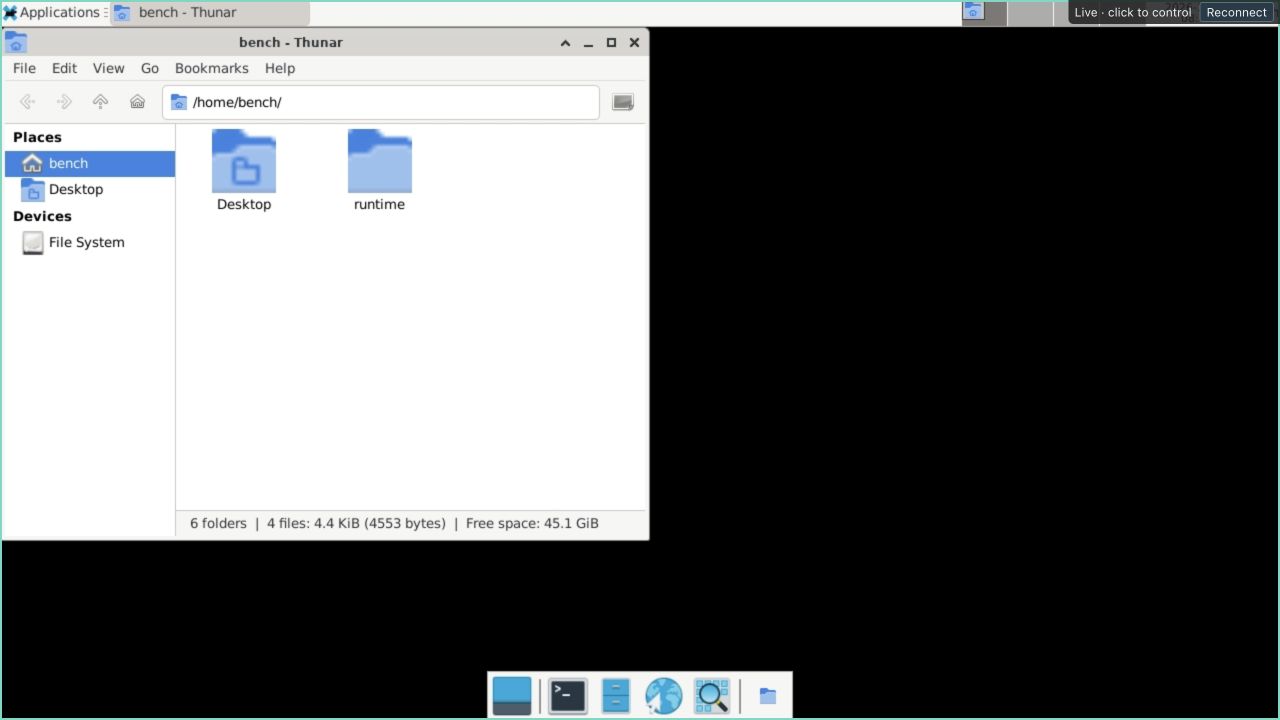 Applications
bench - Thunar
Live · click to control
Reconnect
bench - Thunar
File Edit View Go Bookmarks Help
/home/bench/
Places
bench
Desktop
Devices
File System
Desktop
runtime
6 folders | 4 files: 4.4 KiB (4553 bytes) | Free space: 45.1 GiB